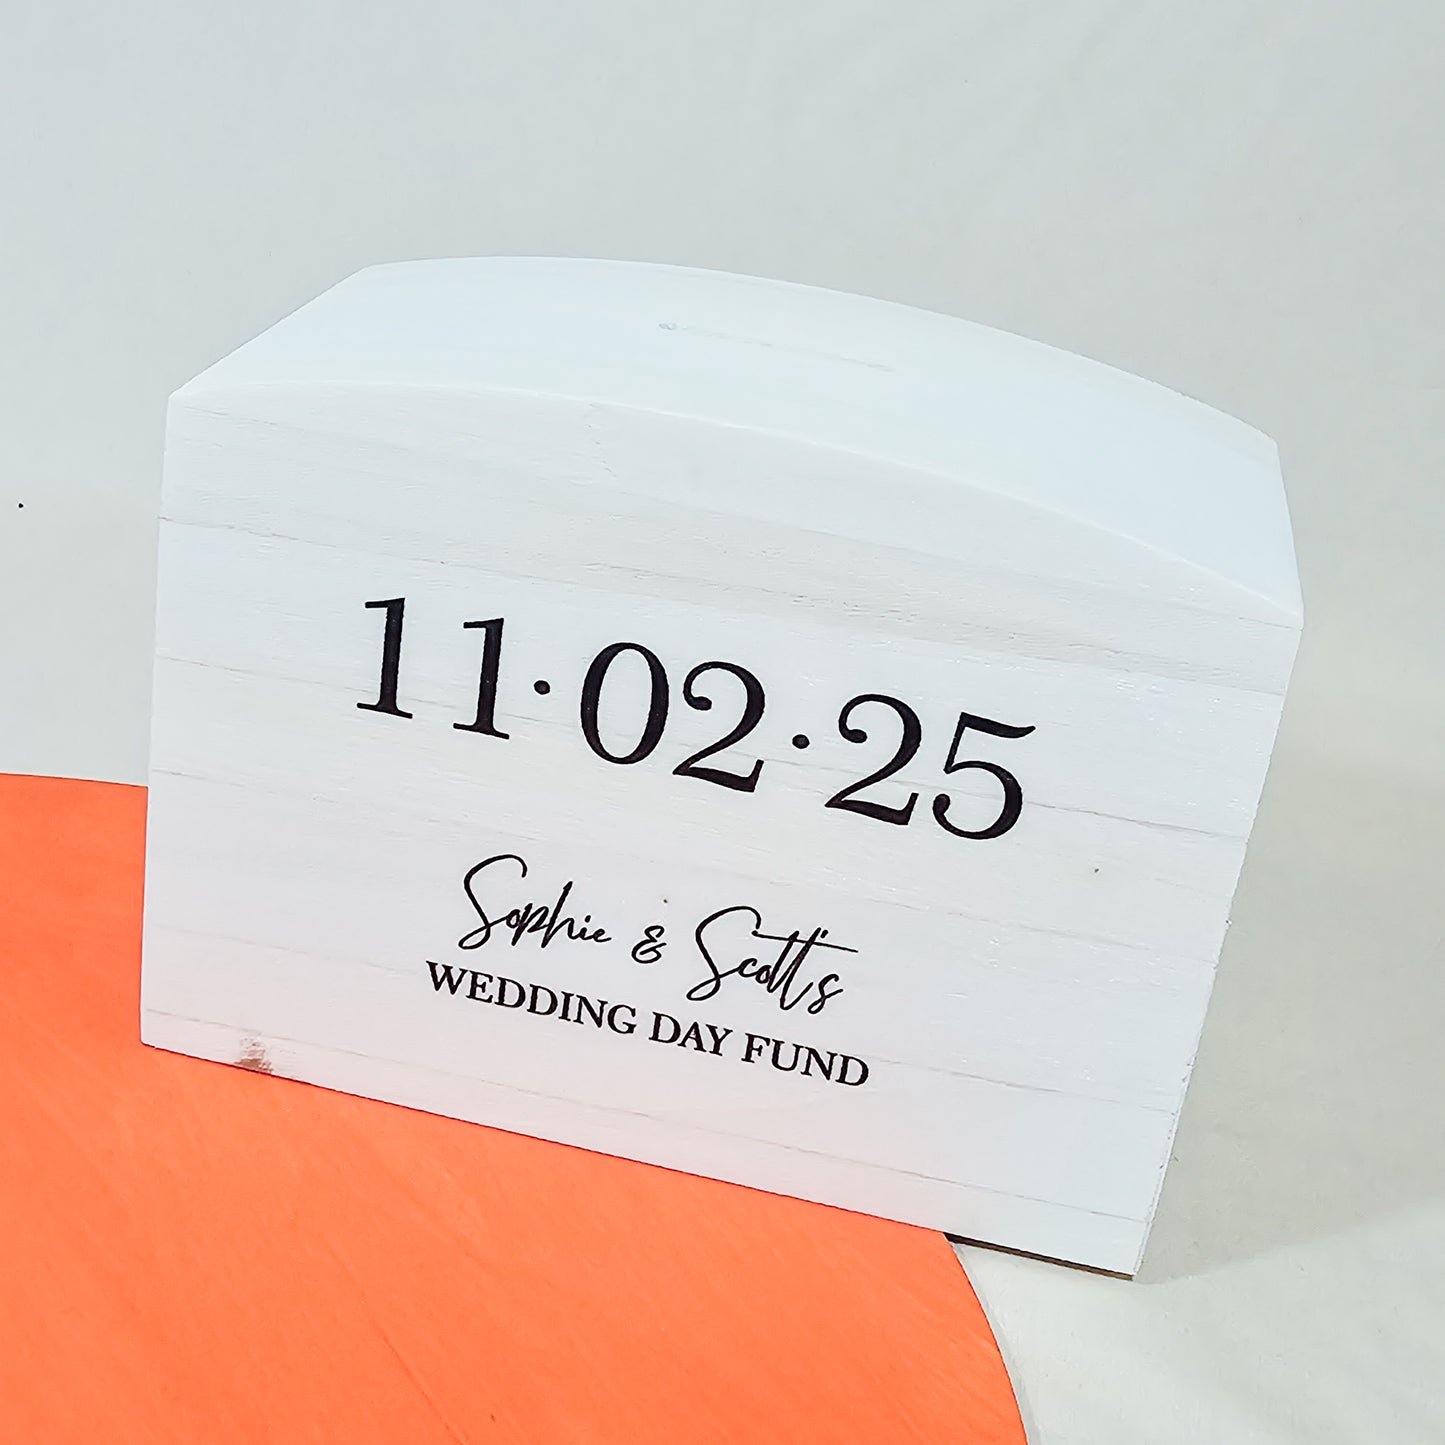 11·02·25
Sophie & Scott's
WEDDING DAY FUND